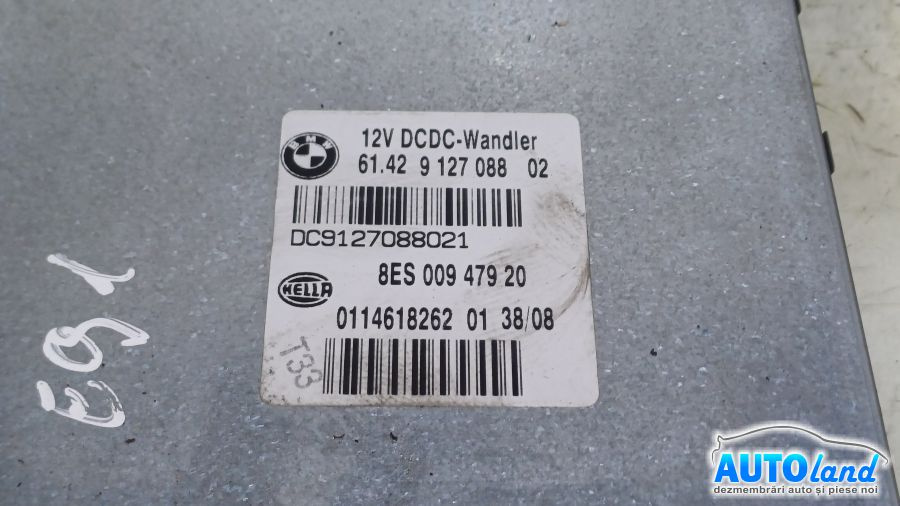 BMW
12V DCDC-Wandler
61.42 9 127 088 02
DC9127088021
8ES 009 479 20
HELLA
0114618262 01 38/08
T33
E91
AUTOland
dezmembrări auto și piese noi